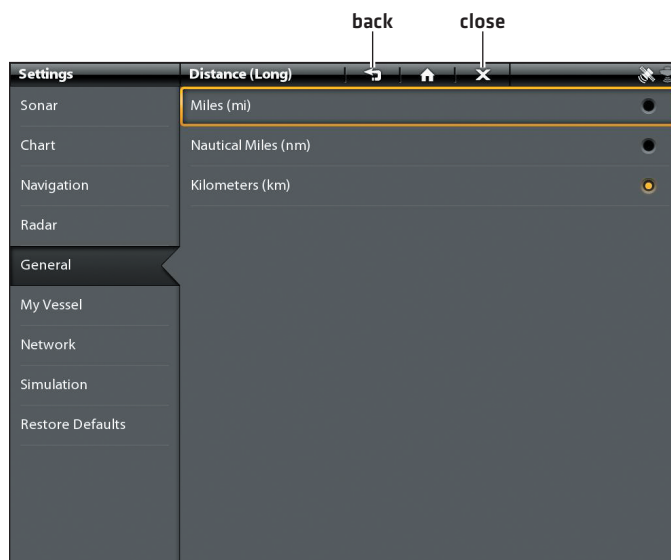 back close
Settings Distance (Long)
Sonar Miles (mi)
Chart Nautical Miles (nm)
Navigation Kilometers (km)
Radar
General
My Vessel
Network
Simulation
Restore Defaults